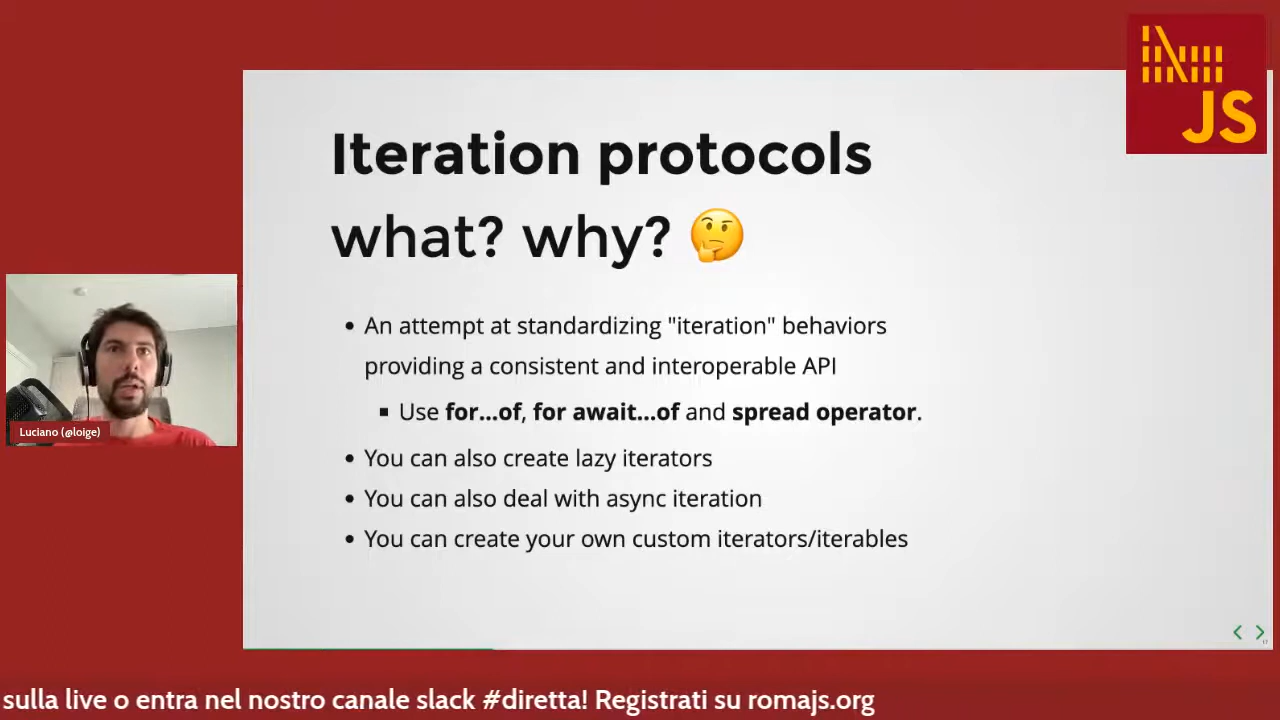 JS
Iteration protocols
what? why? 🤔
• An attempt at standardizing "iteration" behaviors
providing a consistent and interoperable API
▪ Use for...of, for await...of and spread operator.
• You can also create lazy iterators
• You can also deal with async iteration
• You can create your own custom iterators/iterables
Luciano (@loige)
sulla live o entra nel nostro canale slack #diretta! Registrati su romajs.org